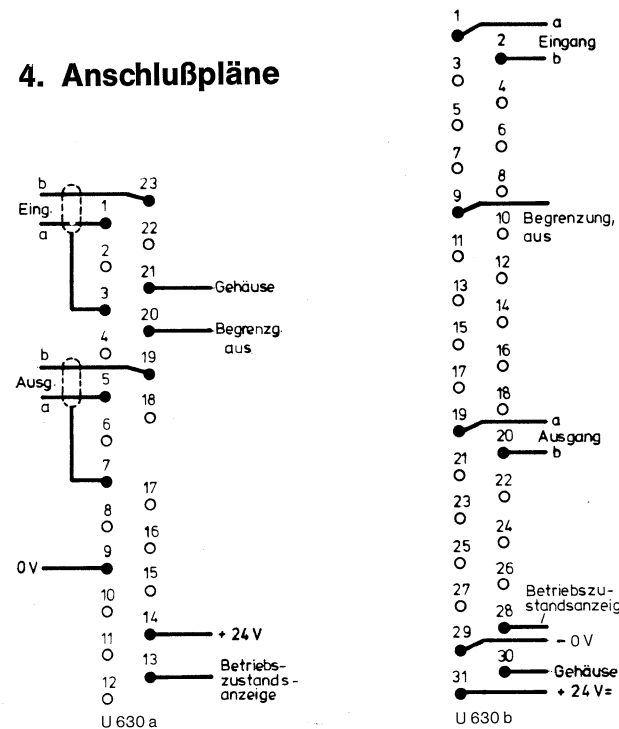 4. Anschlußpläne
b
23
Eing.
1
a
22
2
21
Gehäuse
3
20
Begrenzg.
aus
4
b
19
Ausg.
5
a
18
6
7
17
8
16
0 V
9
15
10
14
+ 24 V
11
13
Betriebs-
zustands-
anzeige
12
U 630 a
1
a
2
Eingang
b
3
4
5
6
7
8
9
10
Begrenzung,
aus
11
12
13
14
15
16
17
18
19
a
20
Ausgang
b
21
22
23
24
25
26
27
Betriebszu-
standsanzeig
28
29
- 0 V
30
Gehäuse
31
+ 24 V=
U 630 b